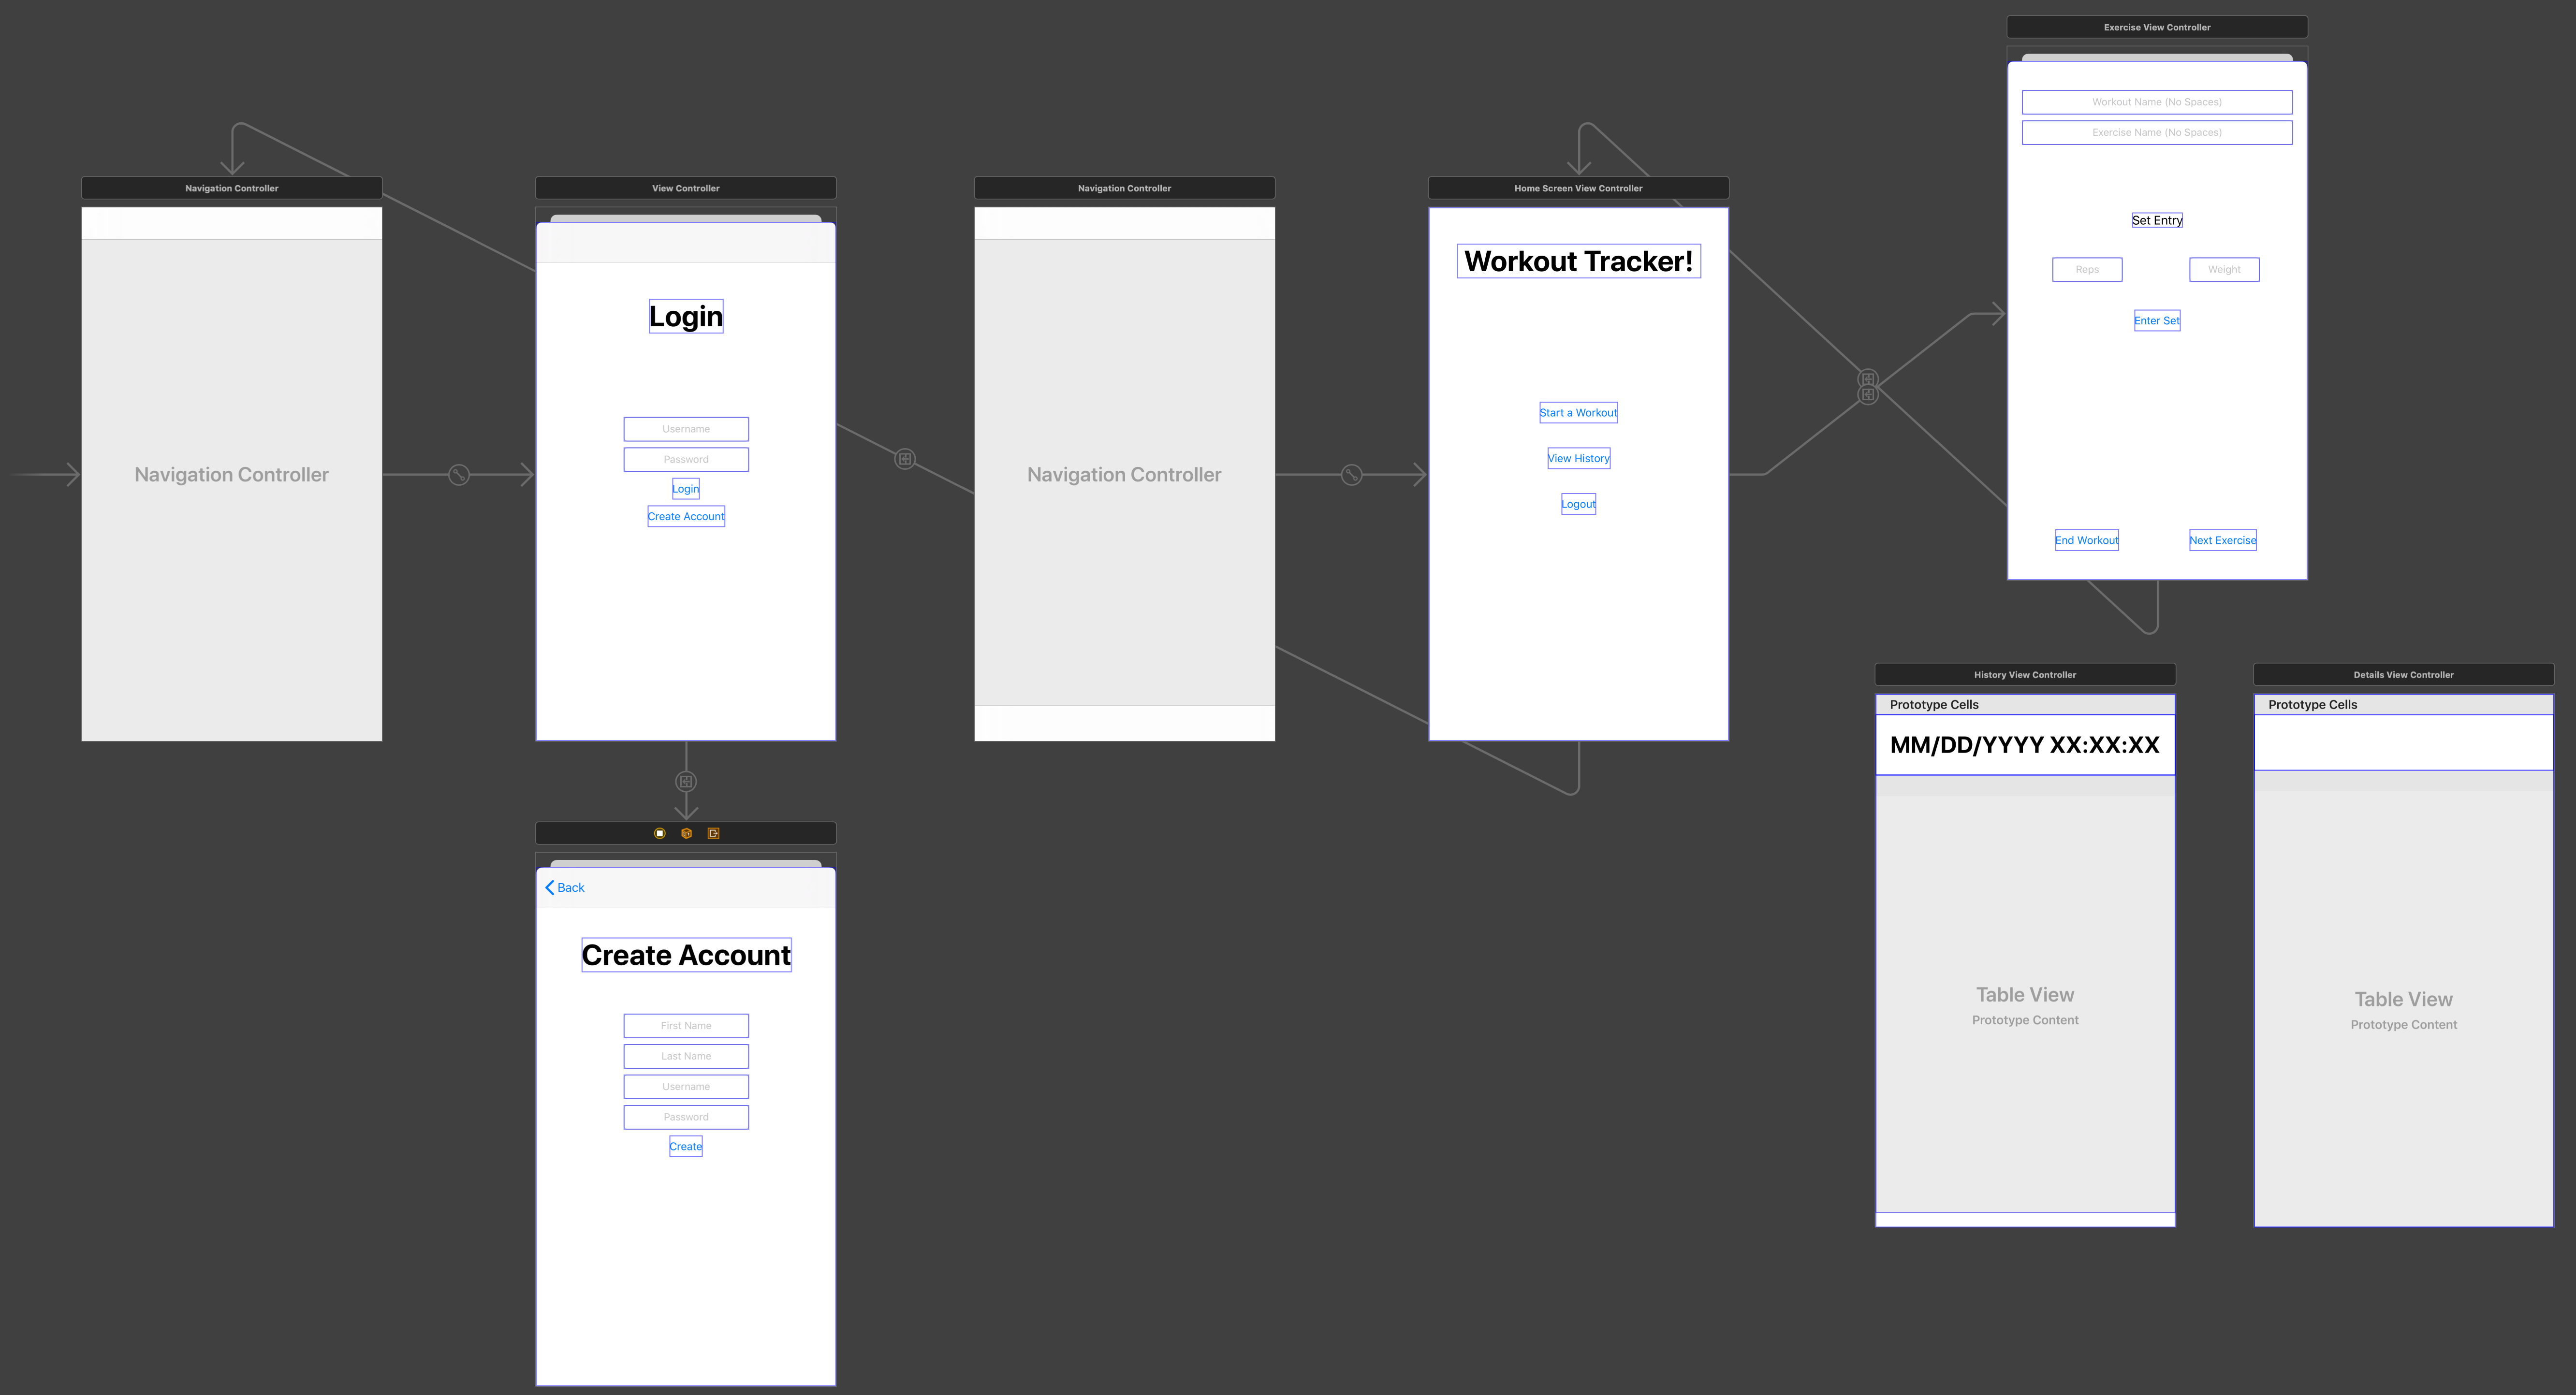 Navigation Controller
Navigation Controller
View Controller
Login
Username
Password
Login
Create Account
Back
Create Account
First Name
Last Name
Username
Password
Create
Navigation Controller
Navigation Controller
Home Screen View Controller
Workout Tracker!
Start a Workout
View History
Logout
Exercise View Controller
Workout Name (No Spaces)
Exercise Name (No Spaces)
Set Entry
Reps Weight
Enter Set
End Workout Next Exercise
History View Controller
Prototype Cells
MM/DD/YYYY XX:XX:XX
Table View
Prototype Content
Details View Controller
Prototype Cells
Table View
Prototype Content